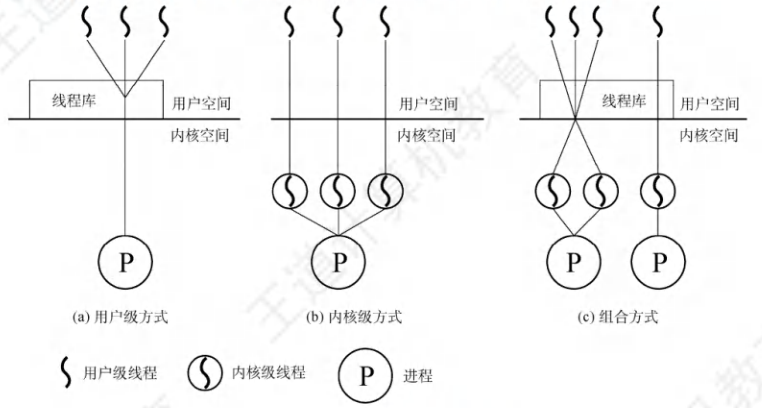 线程库
用户空间
内核空间
P
(a) 用户级方式
用户空间
内核空间
P
(b) 内核级方式
线程库
用户空间
内核空间
P
P
(c) 组合方式
用户级线程
内核级线程
P
进程
王道计算机教育